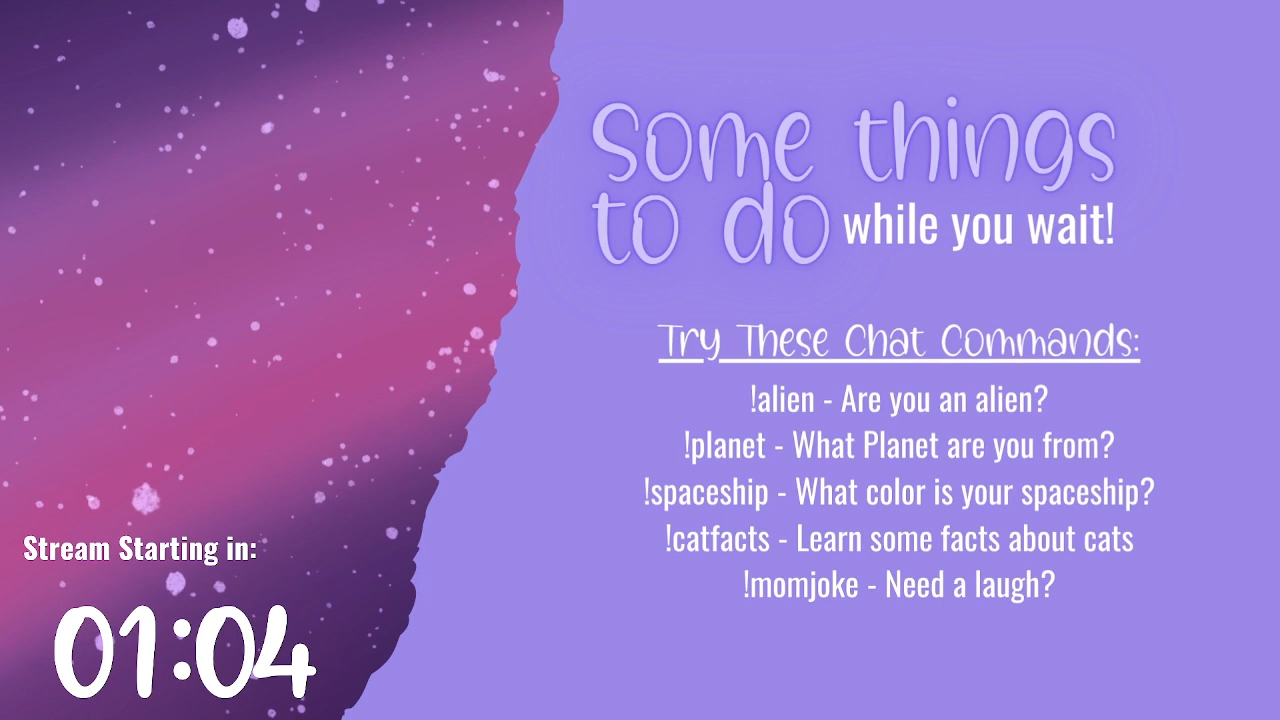 Some things
to do while you wait!
Try These Chat Commands:
!alien - Are you an alien?
!planet - What Planet are you from?
!spaceship - What color is your spaceship?
!catfacts - Learn some facts about cats
!momjoke - Need a laugh?
Stream Starting in:
01:04